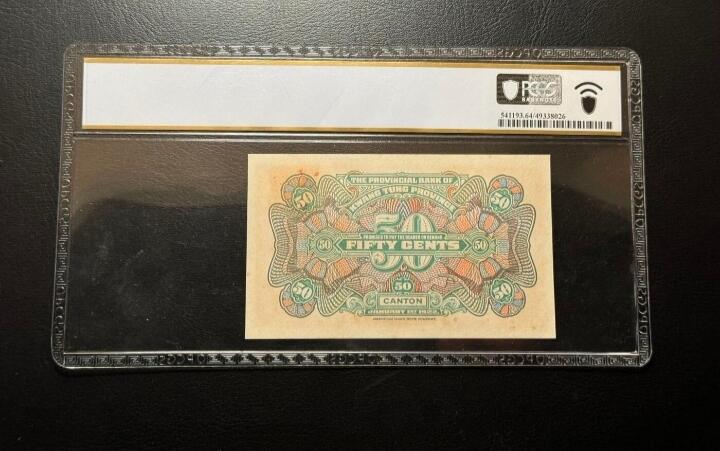 PCGS
BANKNOTE
541193.64/49338026
THE PROVINCIAL BANK OF
KWANG TUNG PROVINCE
50 50
50
PROMISES TO PAY THE BEARER ON DEMAND
50 FIFTY CENTS 50
50
50 50
CANTON
JANUARY 1ST 1922.
AMERICAN BANK NOTE COMPANY.